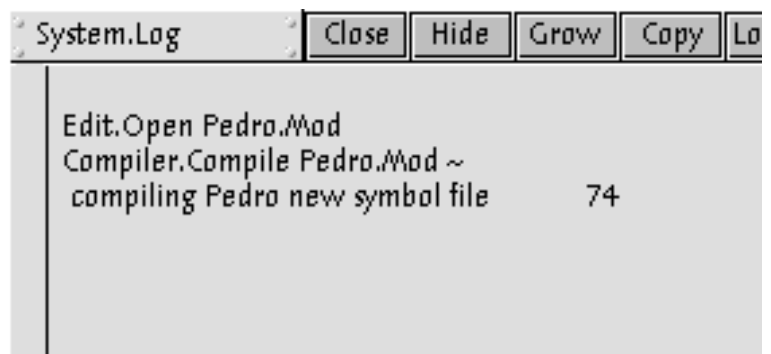 System.Log Close Hide Grow Copy Lo
Edit.Open Pedro.Mod
Compiler.Compile Pedro.Mod ~
compiling Pedro new symbol file 74